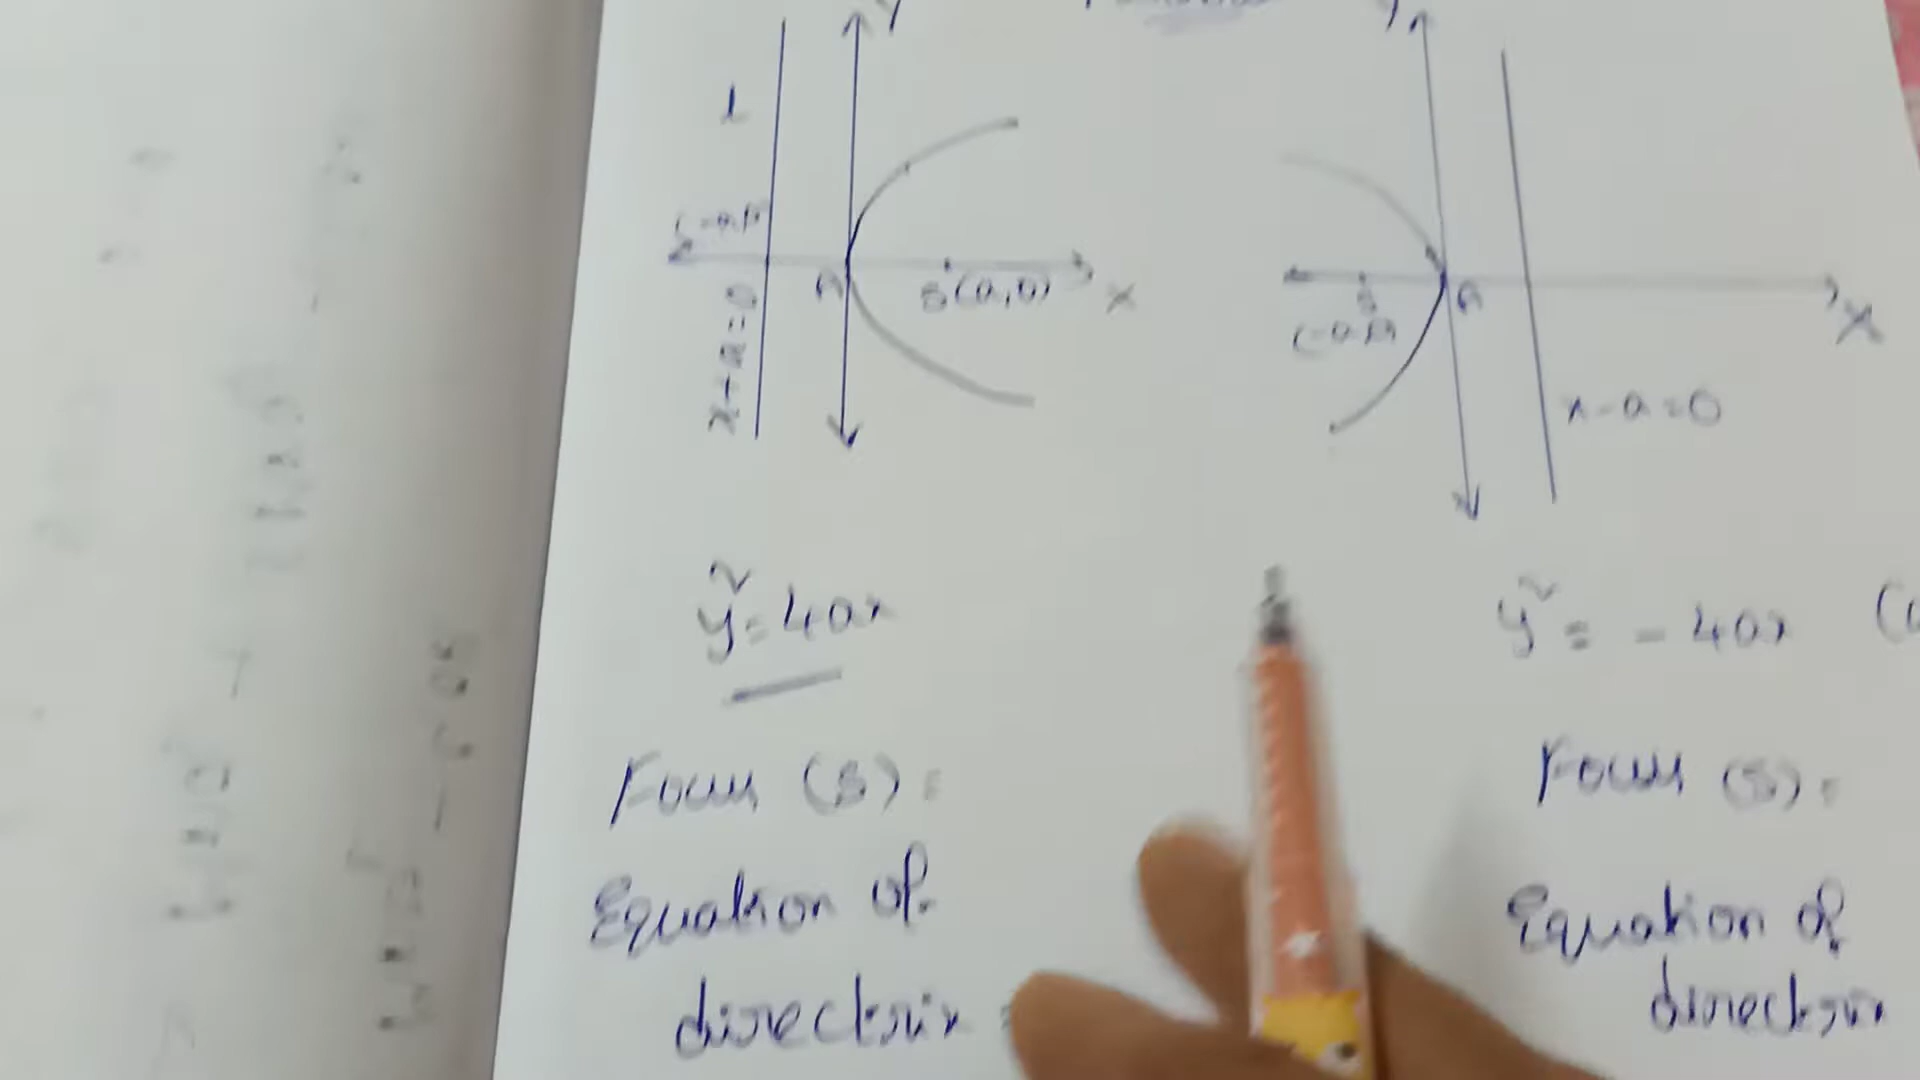 Y
y
l
x+a=0
A
S(a,0)
X
S
A
X
x-a=0
y²=4ax
y² = -4ax
Focus (S) =
Focus (S) =
Equation of
directrix =
Equation of
directrix